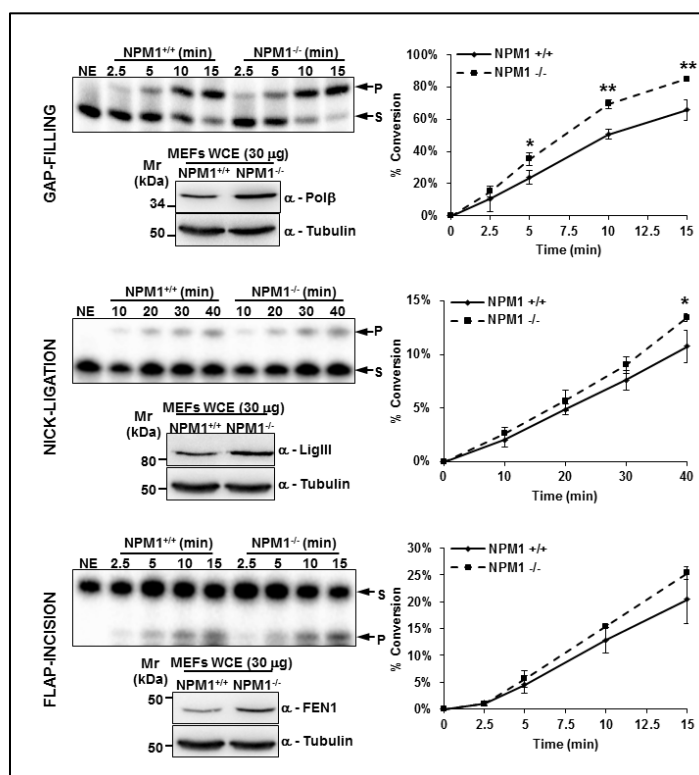 GAP-FILLING
NPM1+/+ (min) NPM1-/- (min)
NE 2.5 5 10 15 2.5 5 10 15
P
S
MEFs WCE (30 µg)
Mr
(kDa)
NPM1+/+ NPM1-/-
34
α - Polβ
50
α - Tubulin
100%
80%
60%
40%
20%
0%
% Conversion
NPM1 +/+
NPM1 -/-
*
**
**
0 2.5 5 7.5 10 12.5 15
Time (min)
NICK-LIGATION
NPM1+/+ (min) NPM1-/- (min)
NE 10 20 30 40 10 20 30 40
P
S
MEFs WCE (30 µg)
Mr
(kDa)
NPM1+/+ NPM1-/-
80
α - LigIII
50
α - Tubulin
15%
10%
5%
0%
% Conversion
NPM1 +/+
NPM1 -/-
*
0 10 20 30 40
Time (min)
FLAP-INCISION
NPM1+/+ (min) NPM1-/- (min)
NE 2.5 5 10 15 2.5 5 10 15
S
P
MEFs WCE (30 µg)
Mr
(kDa)
NPM1+/+ NPM1-/-
50
α - FEN1
50
α - Tubulin
30%
25%
20%
15%
10%
5%
0%
% Conversion
NPM1 +/+
NPM1 -/-
0 2.5 5 7.5 10 12.5 15
Time (min)